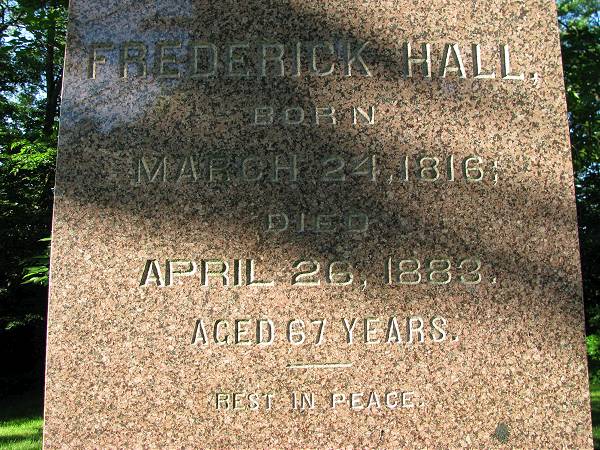 FREDERICK HALL,
BORN
MARCH 24, 1816;
DIED
APRIL 26, 1883.
AGED 67 YEARS.
REST IN PEACE.